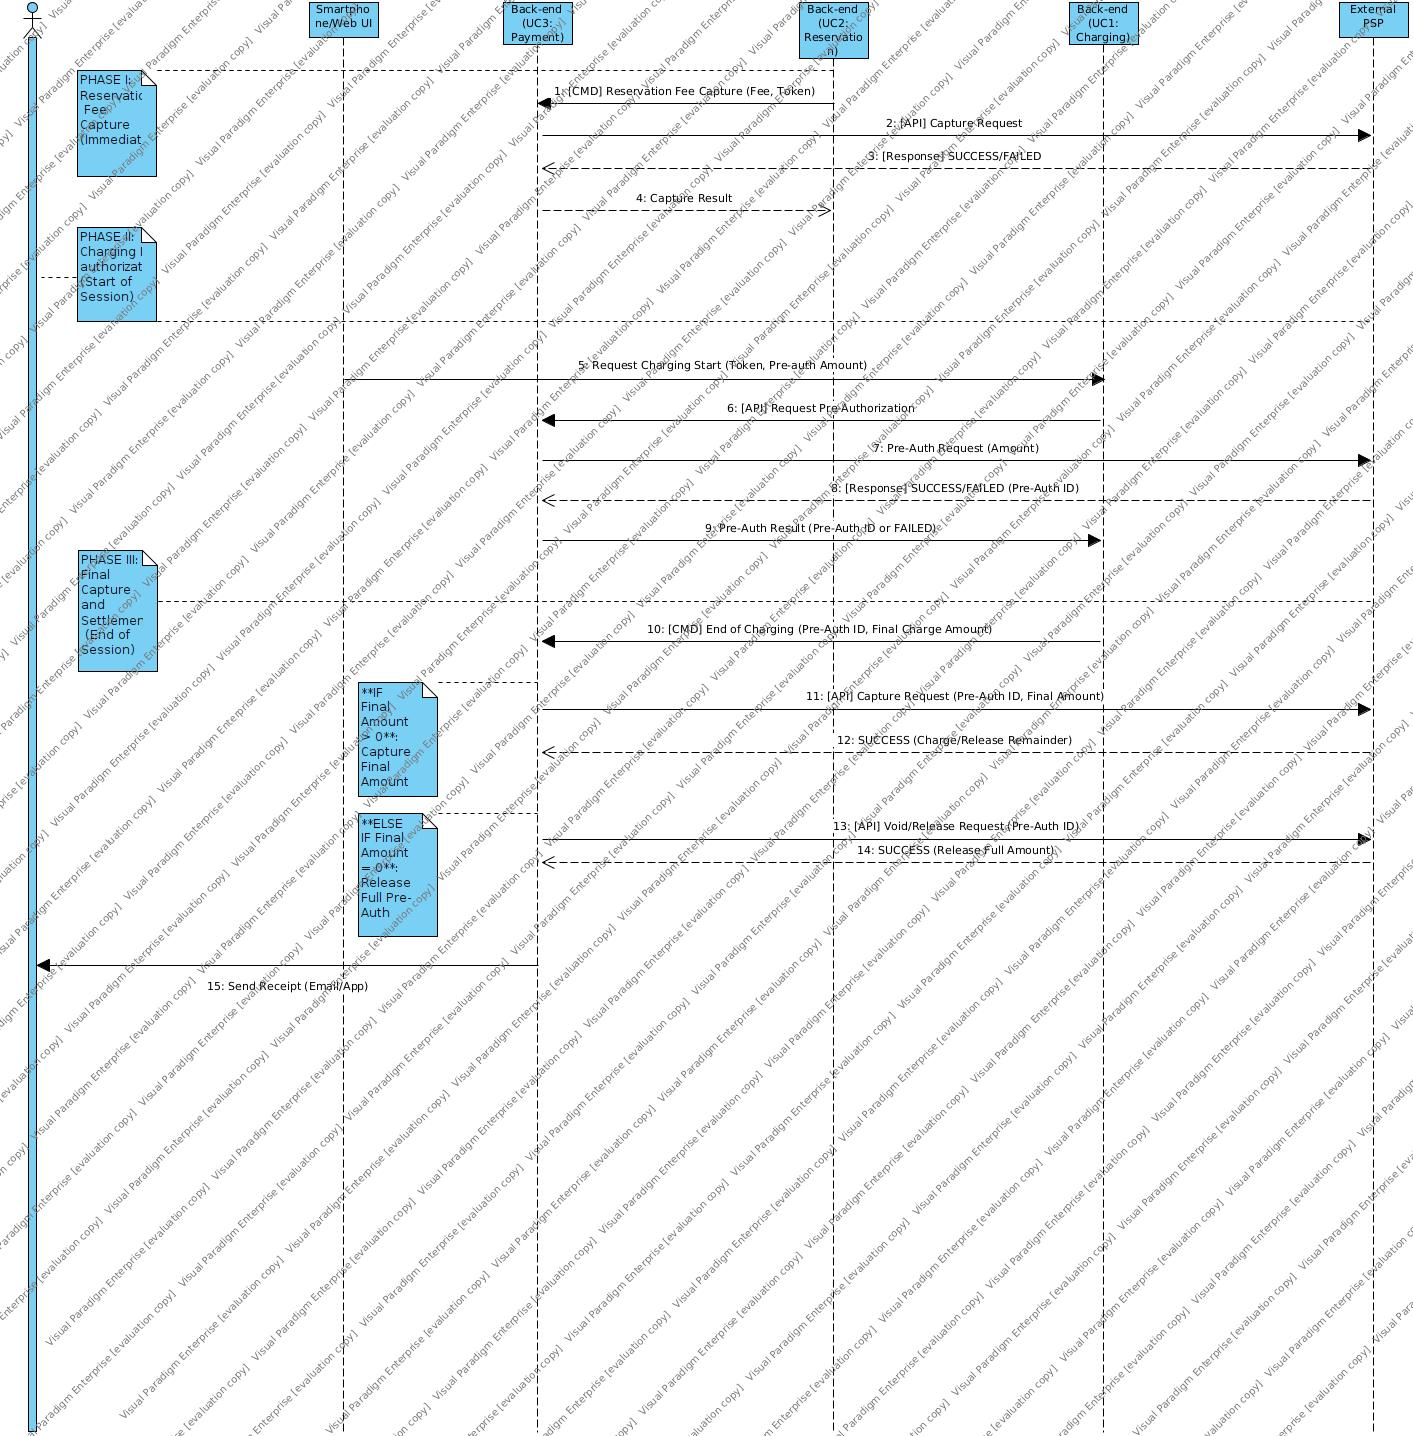 Smartpho
ne/Web UI
Back-end
(UC3:
Payment)
Back-end
(UC2:
Reservatio
n)
Back-end
(UC1:
Charging)
External
PSP
PHASE I:
Reservatic
Fee
Capture
(Immediat
1: [CMD] Reservation Fee Capture (Fee, Token)
2: [API] Capture Request
3: [Response] SUCCESS/FAILED
4: Capture Result
PHASE II:
Charging I
authorizat
(Start of
Session)
5: Request Charging Start (Token, Pre-auth Amount)
6: [API] Request Pre-Authorization
7: Pre-Auth Request (Amount)
8: [Response] SUCCESS/FAILED (Pre-Auth ID)
9: Pre-Auth Result (Pre-Auth ID or FAILED)
PHASE III:
Final
Capture
and
Settlemer
(End of
Session)
10: [CMD] End of Charging (Pre-Auth ID, Final Charge Amount)
**IF
Final
Amount
> 0**:
Capture
Final
Amount
11: [API] Capture Request (Pre-Auth ID, Final Amount)
12: SUCCESS (Charge/Release Remainder)
**ELSE
IF Final
Amount
= 0**:
Release
Full Pre-
Auth
13: [API] Void/Release Request (Pre-Auth ID)
14: SUCCESS (Release Full Amount)
15: Send Receipt (Email/App)
Visual Paradigm Enterprise [evaluation copy]